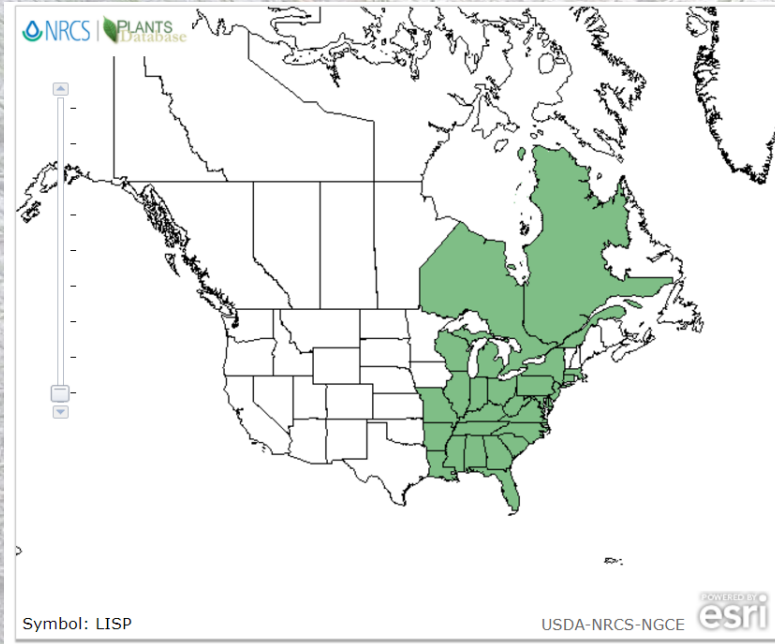 NRCS | PLANTS
Database
Symbol: LISP
USDA-NRCS-NGCE
POWERED BY
esri